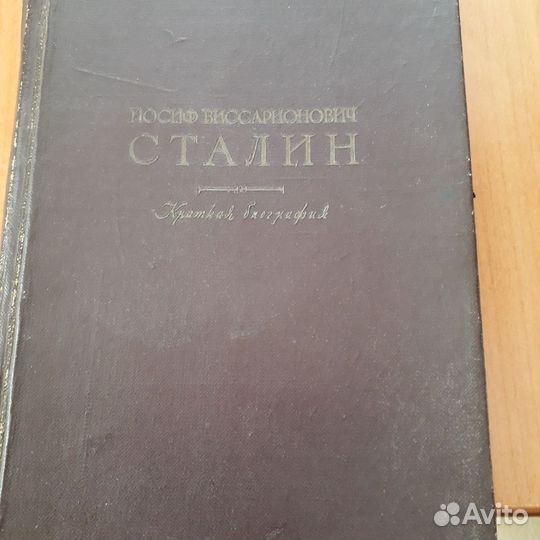 ИОСИФ ВИССАРИОНОВИЧ
СТАЛИН
Краткая биография
Avito